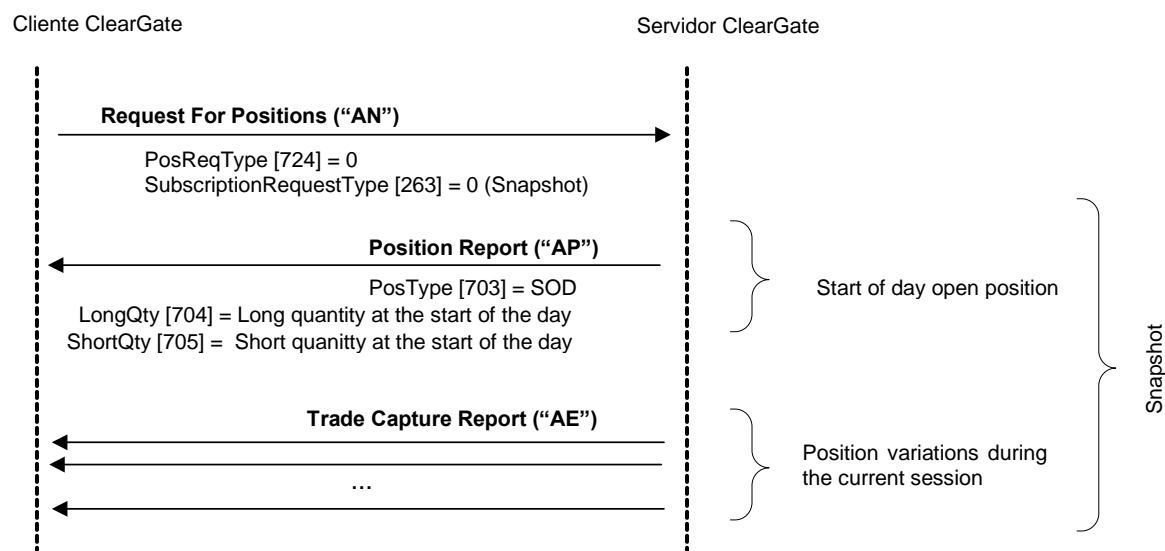 Cliente ClearGate
Servidor ClearGate
Request For Positions (“AN”)
PosReqType [724] = 0
SubscriptionRequestType [263] = 0 (Snapshot)
Position Report (“AP”)
PosType [703] = SOD
LongQty [704] = Long quantity at the start of the day
ShortQty [705] = Short quanitty at the start of the day
Start of day open position
Snapshot
Trade Capture Report (“AE”)
...
Position variations during
the current session